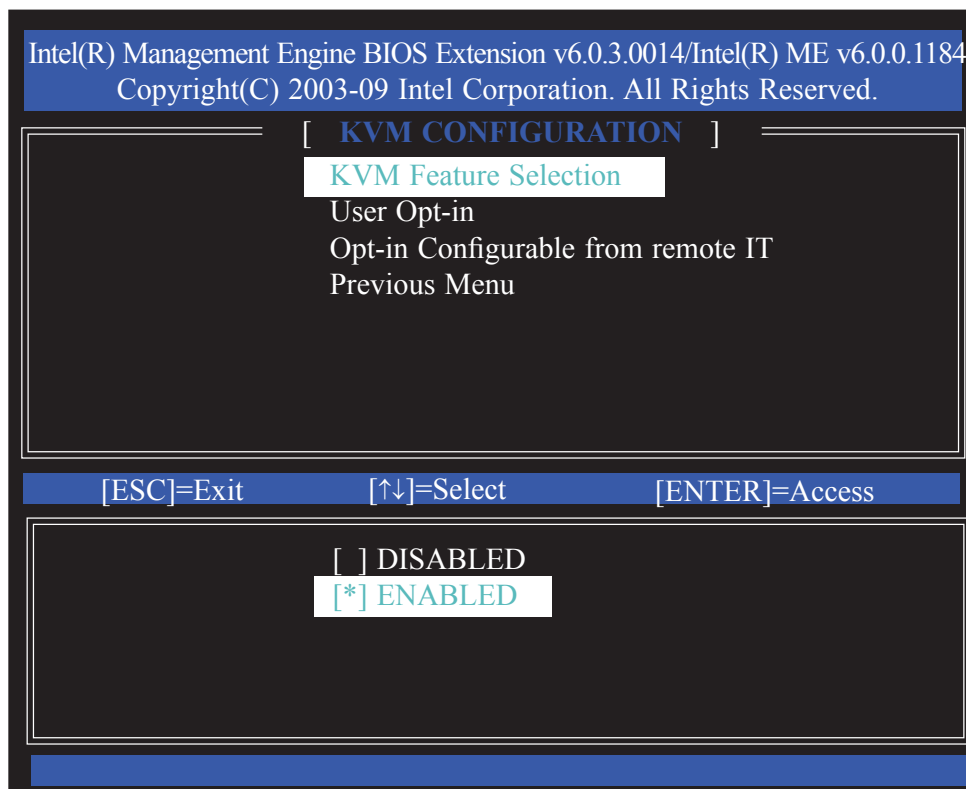 Intel(R) Management Engine BIOS Extension v6.0.3.0014/Intel(R) ME v6.0.0.1184
Copyright(C) 2003-09 Intel Corporation. All Rights Reserved.
[ KVM CONFIGURATION ]
KVM Feature Selection
User Opt-in
Opt-in Configurable from remote IT
Previous Menu
[ESC]=Exit [↑↓]=Select [ENTER]=Access
[ ] DISABLED
[*] ENABLED